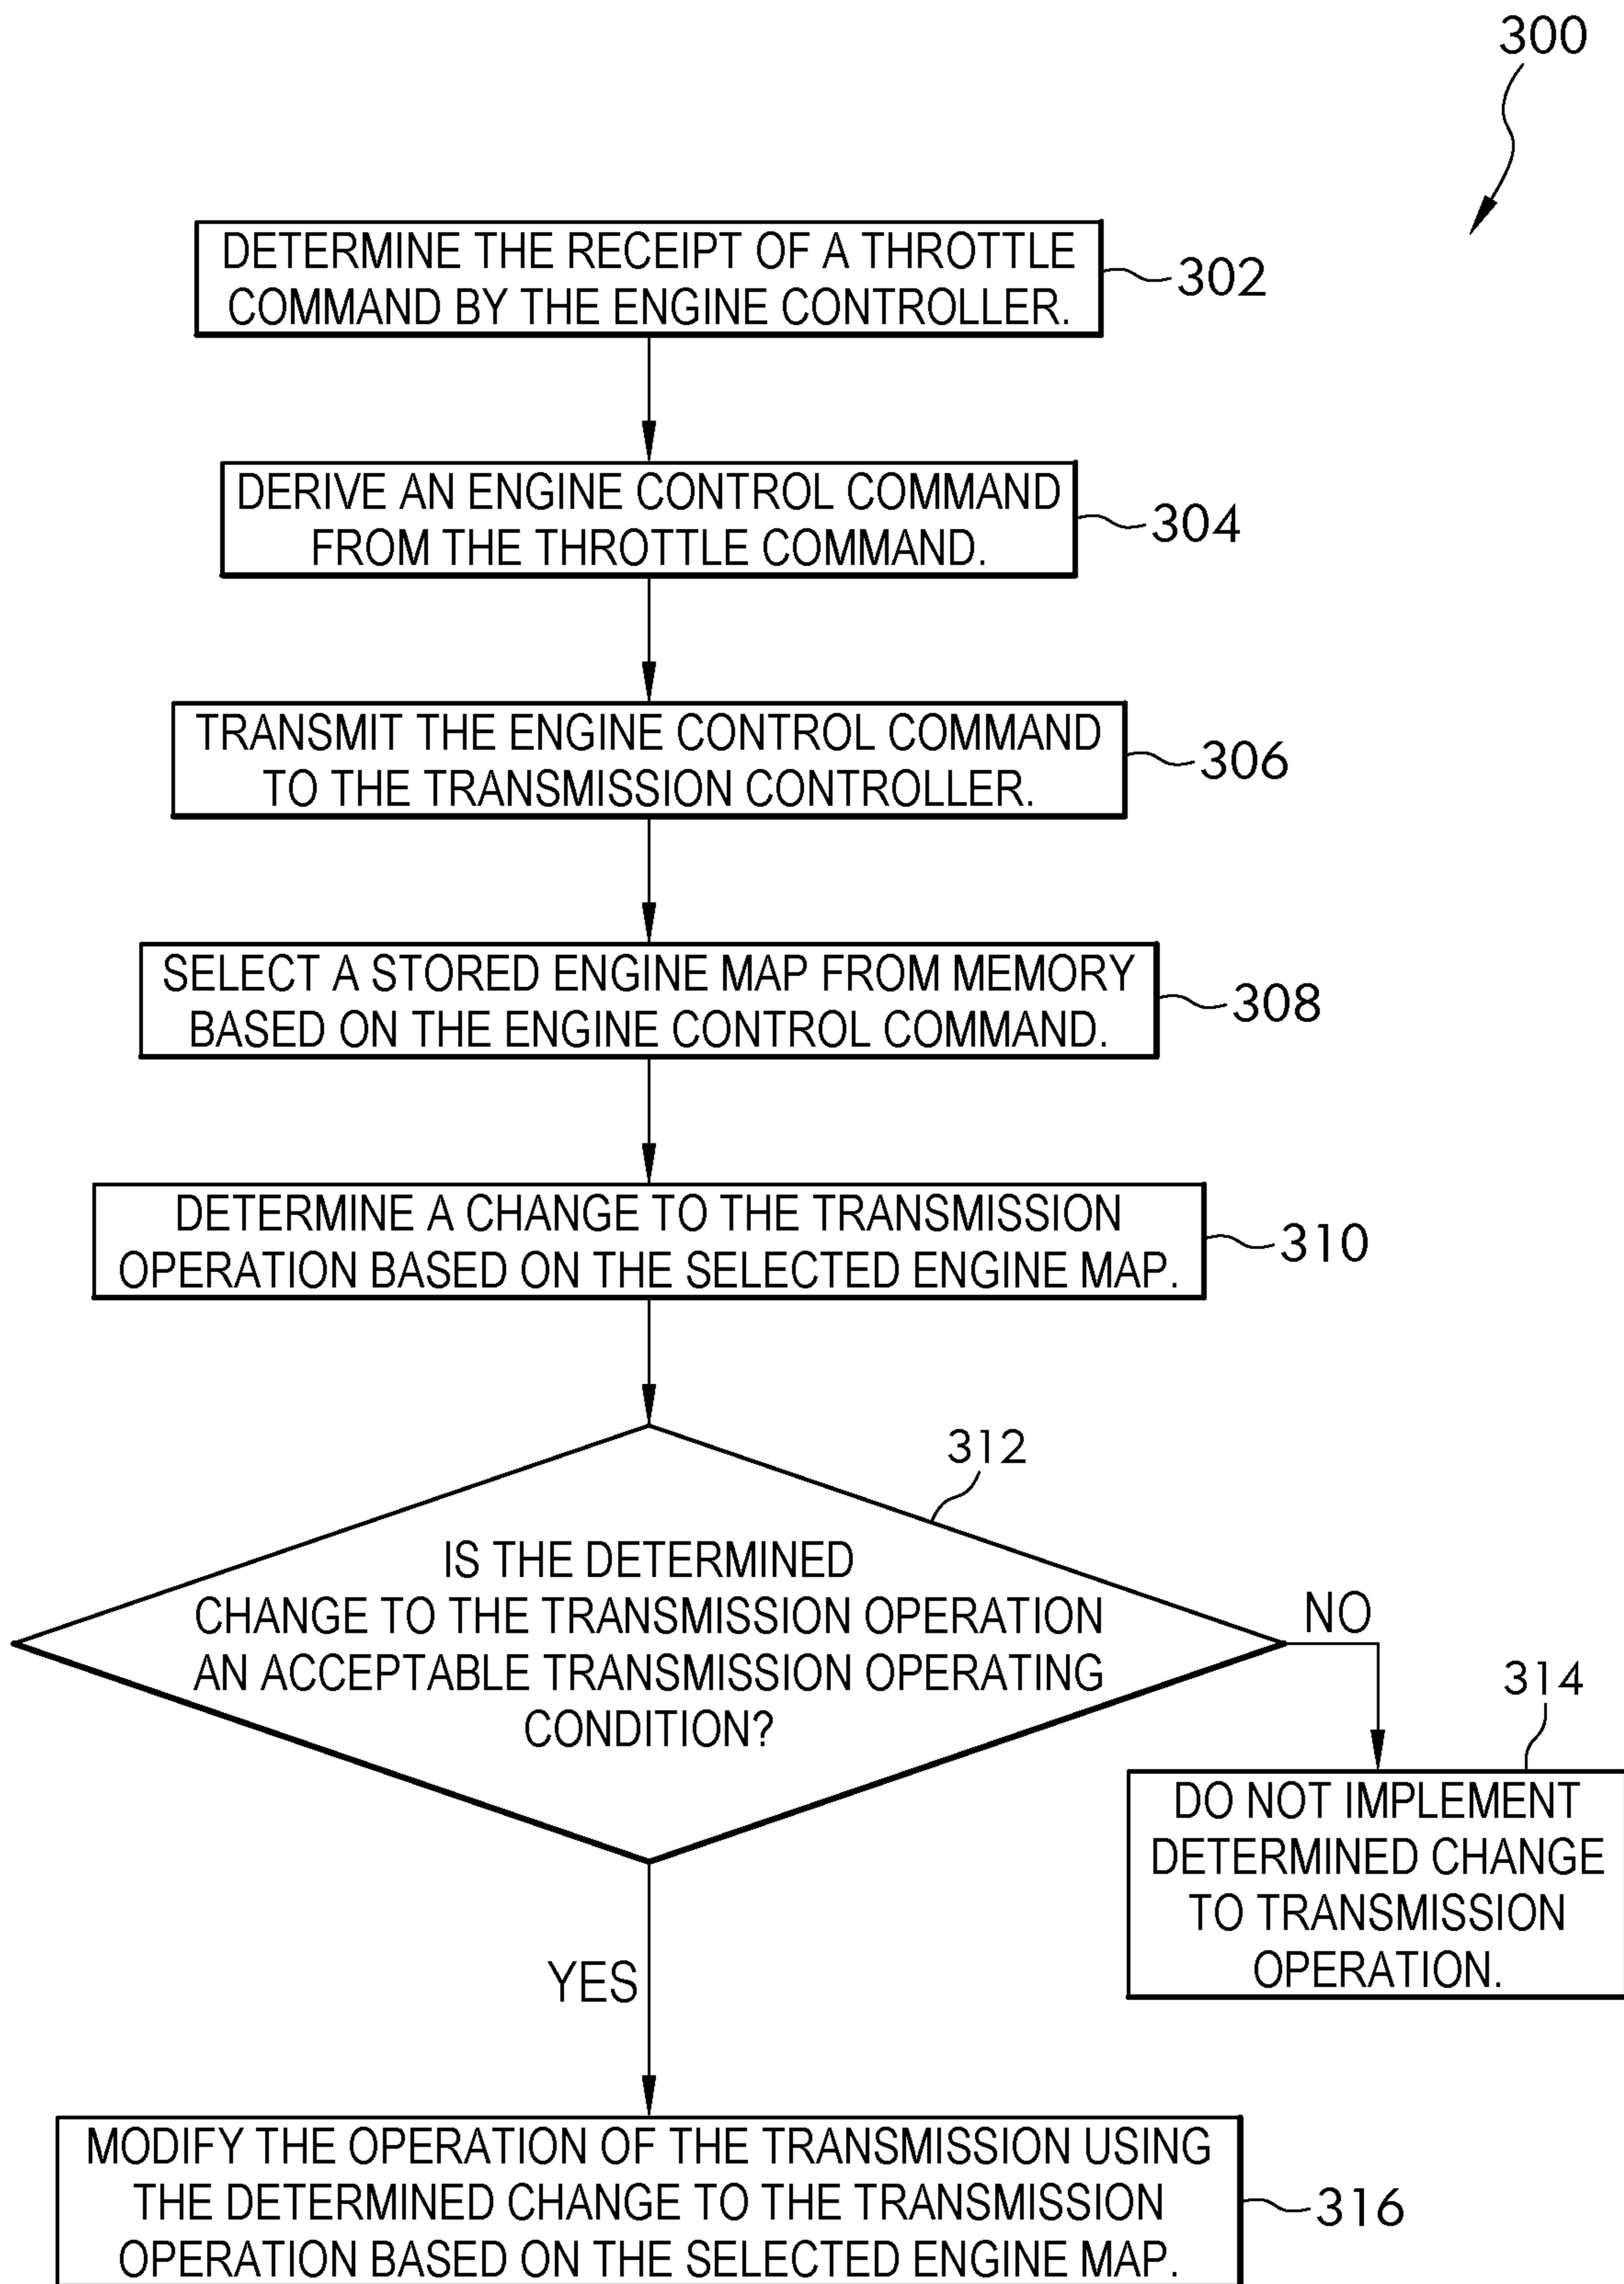 300
DETERMINE THE RECEIPT OF A THROTTLE
COMMAND BY THE ENGINE CONTROLLER.
302
DERIVE AN ENGINE CONTROL COMMAND
FROM THE THROTTLE COMMAND.
304
TRANSMIT THE ENGINE CONTROL COMMAND
TO THE TRANSMISSION CONTROLLER.
306
SELECT A STORED ENGINE MAP FROM MEMORY
BASED ON THE ENGINE CONTROL COMMAND.
308
DETERMINE A CHANGE TO THE TRANSMISSION
OPERATION BASED ON THE SELECTED ENGINE MAP.
310
312
IS THE DETERMINED
CHANGE TO THE TRANSMISSION OPERATION
AN ACCEPTABLE TRANSMISSION OPERATING
CONDITION?
NO
314
DO NOT IMPLEMENT
DETERMINED CHANGE
TO TRANSMISSION
OPERATION.
YES
MODIFY THE OPERATION OF THE TRANSMISSION USING
THE DETERMINED CHANGE TO THE TRANSMISSION
OPERATION BASED ON THE SELECTED ENGINE MAP.
316